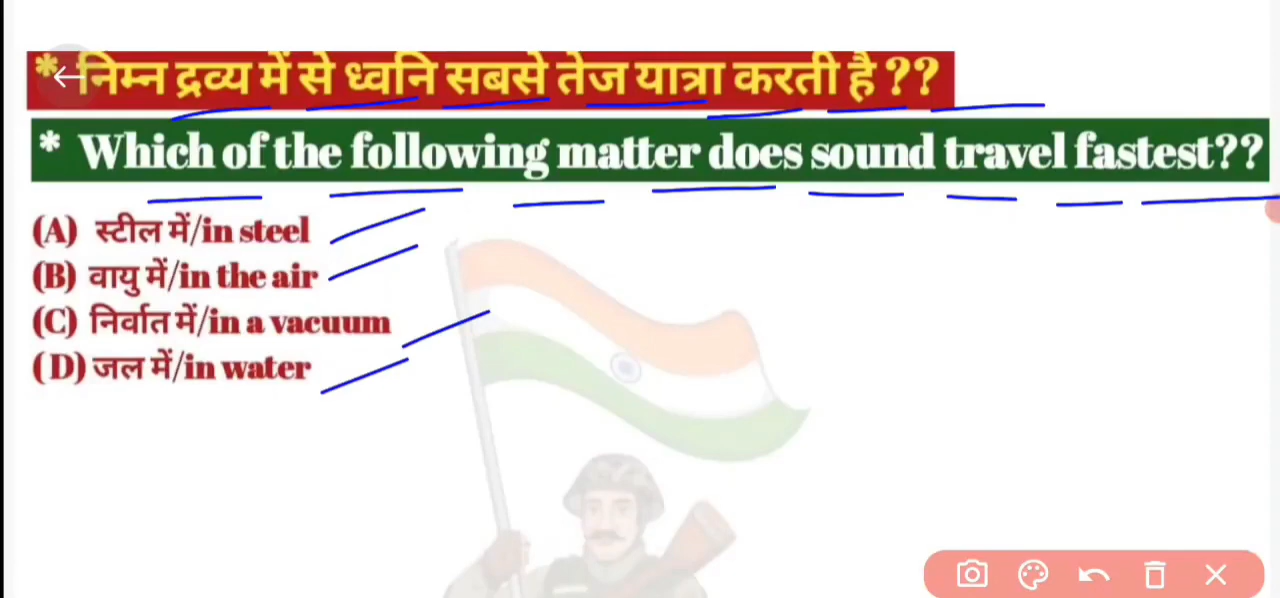 * निम्न द्रव्य में से ध्वनि सबसे तेज यात्रा करती है ??
* Which of the following matter does sound travel fastest??
(A) स्टील में/in steel
(B) वायु में/in the air
(C) निर्वात में/in a vacuum
(D) जल में/in water